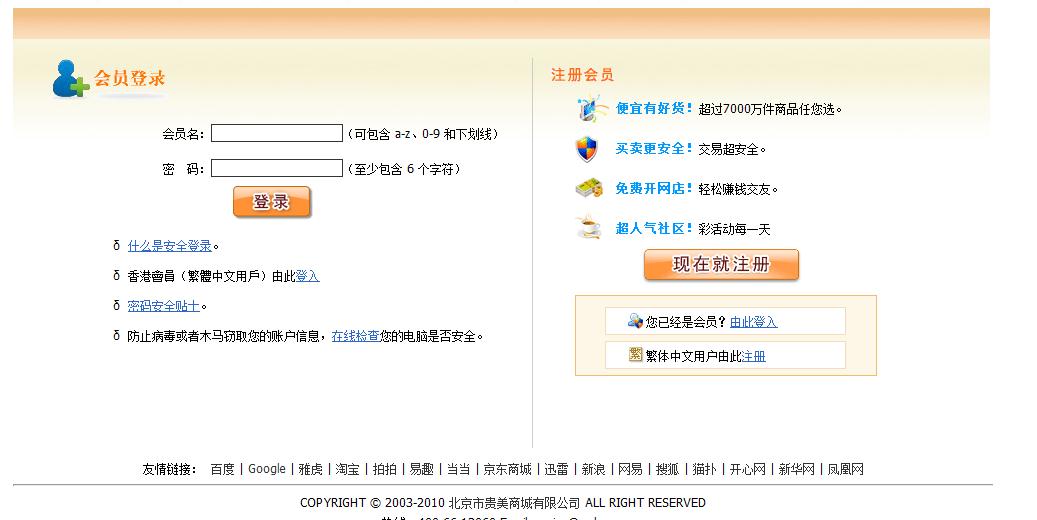 会员登录
会员名：（可包含 a-z、0-9 和下划线）
密 码：（至少包含 6 个字符）
登录
ð 什么是安全登录。
ð 香港會員（繁體中文用戶）由此登入
ð 密码安全贴士。
ð 防止病毒或者木马窃取您的账户信息，在线检查您的电脑是否安全。
注册会员
便宜有好货！超过7000万件商品任您选。
买卖更安全！交易超安全。
免费开网店！轻松赚钱交友。
超人气社区！彩活动每一天
现在就注册
您已经是会员？由此登入
繁 繁体中文用户由此注册
友情链接： 百度 | Google | 雅虎 | 淘宝 | 拍拍 | 易趣 | 当当 | 京东商城 | 迅雷 | 新浪 | 网易 | 搜狐 | 猫扑 | 开心网 | 新华网 | 凤凰网
COPYRIGHT © 2003-2010 北京市贵美商城有限公司 ALL RIGHT RESERVED